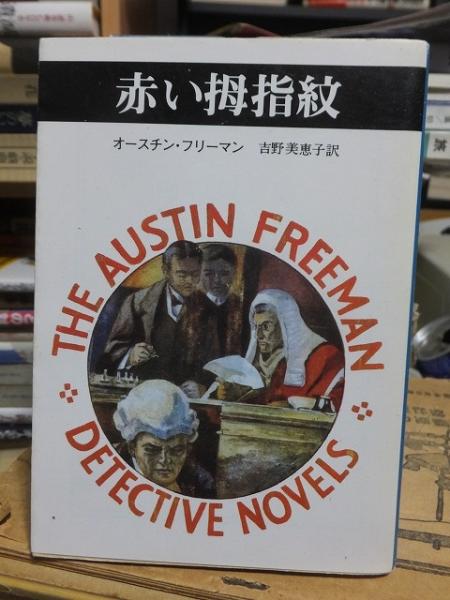 赤い拇指紋
オースチン・フリーマン 吉野美恵子訳
THE AUSTIN FREEMAN
DETECTIVE NOVELS